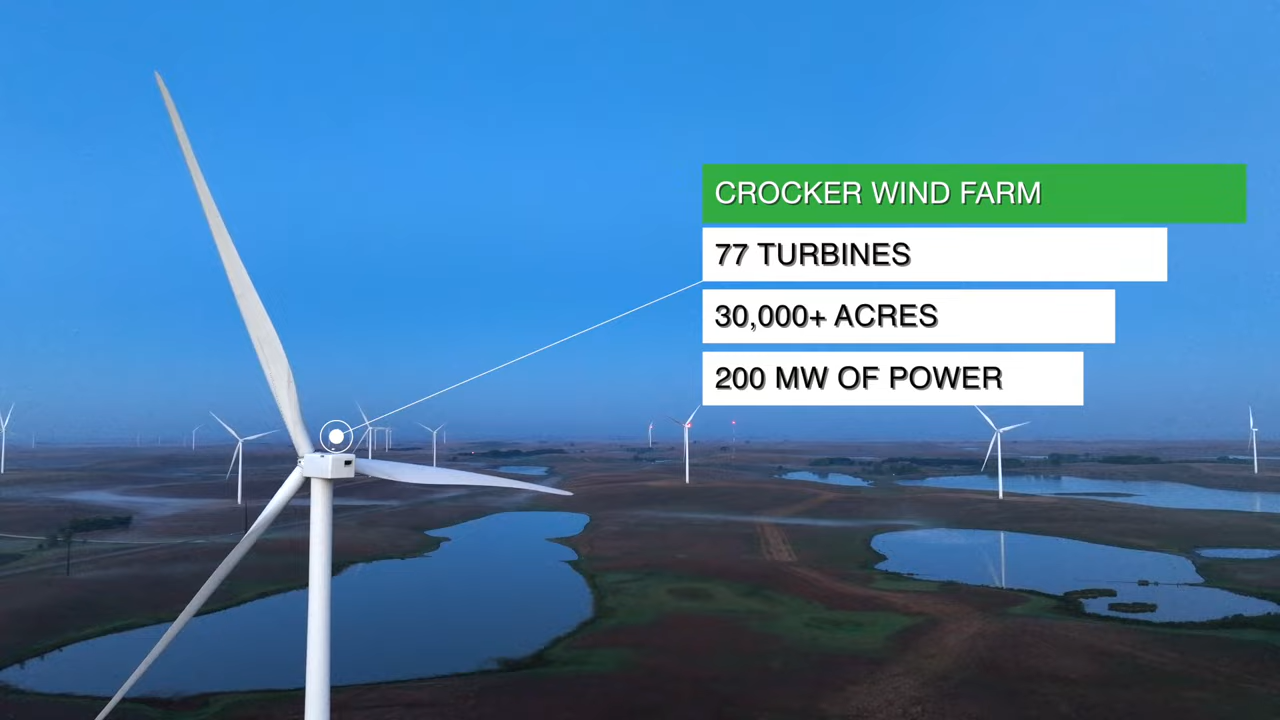 CROCKER WIND FARM
77 TURBINES
30,000+ ACRES
200 MW OF POWER